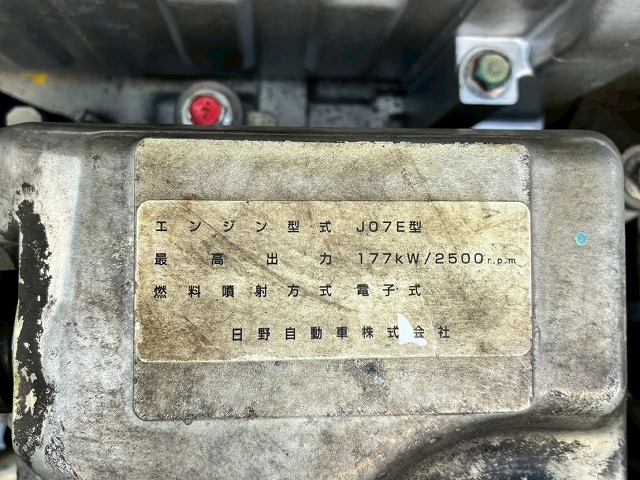 エンジン型式 J07E型
最高出力 177kW/2500r.p.m
燃料噴射方式 電子式
日野自動車株式会社